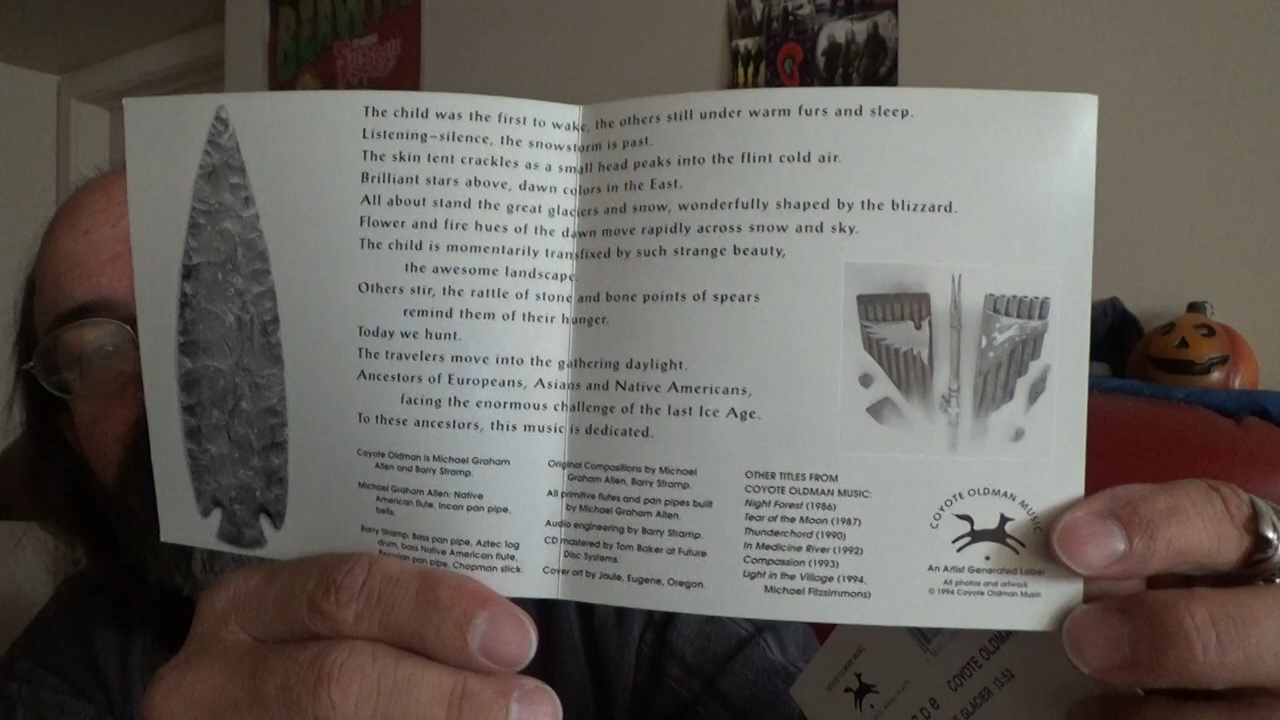 The child was the first to wake, the others still under warm furs and sleep.
Listening–silence, the snowstorm is past.
The skin tent crackles as a small head peaks into the flint cold air.
Brilliant stars above, dawn colors in the East.
All about stand the great glaciers and snow, wonderfully shaped by the blizzard.
Flower and fire hues of the dawn move rapidly across snow and sky.
The child is momentarily transfixed by such strange beauty,
the awesome landscape.
Others stir, the rattle of stone and bone points of spears
remind them of their hunger.
Today we hunt.
The travelers move into the gathering daylight.
Ancestors of Europeans, Asians and Native Americans,
facing the enormous challenge of the last Ice Age.
To these ancestors, this music is dedicated.
Coyote Oldman is Michael Graham
Allen and Barry Stramp.
Michael Graham Allen: Native
American flute, Incan pan pipe,
bells.
Barry Stramp: Bass pan pipe, Aztec log
drum, bass Native American flute,
Peruvian pan pipe, Chapman stick.
Original Compositions by Michael
Graham Allen, Barry Stramp.
All primitive flutes and pan pipes built
by Michael Graham Allen.
Audio engineering by Barry Stramp.
CD mastered by Tom Baker at Future
Disc Systems.
Cover art by Joule, Eugene, Oregon.
OTHER TITLES FROM
COYOTE OLDMAN MUSIC:
Night Forest (1986)
Tear of the Moon (1987)
Thunderchord (1990)
In Medicine River (1992)
Compassion (1993)
Light in the Village (1994,
Michael Fitzsimmons)
COYOTE OLDMAN MUSIC
An Artist Generated Label
All photos and artwork
© 1994 Coyote Oldman Music
COYOTE OLDMAN MUSIC
COYOTE OLDMA
GLACIER 13:52